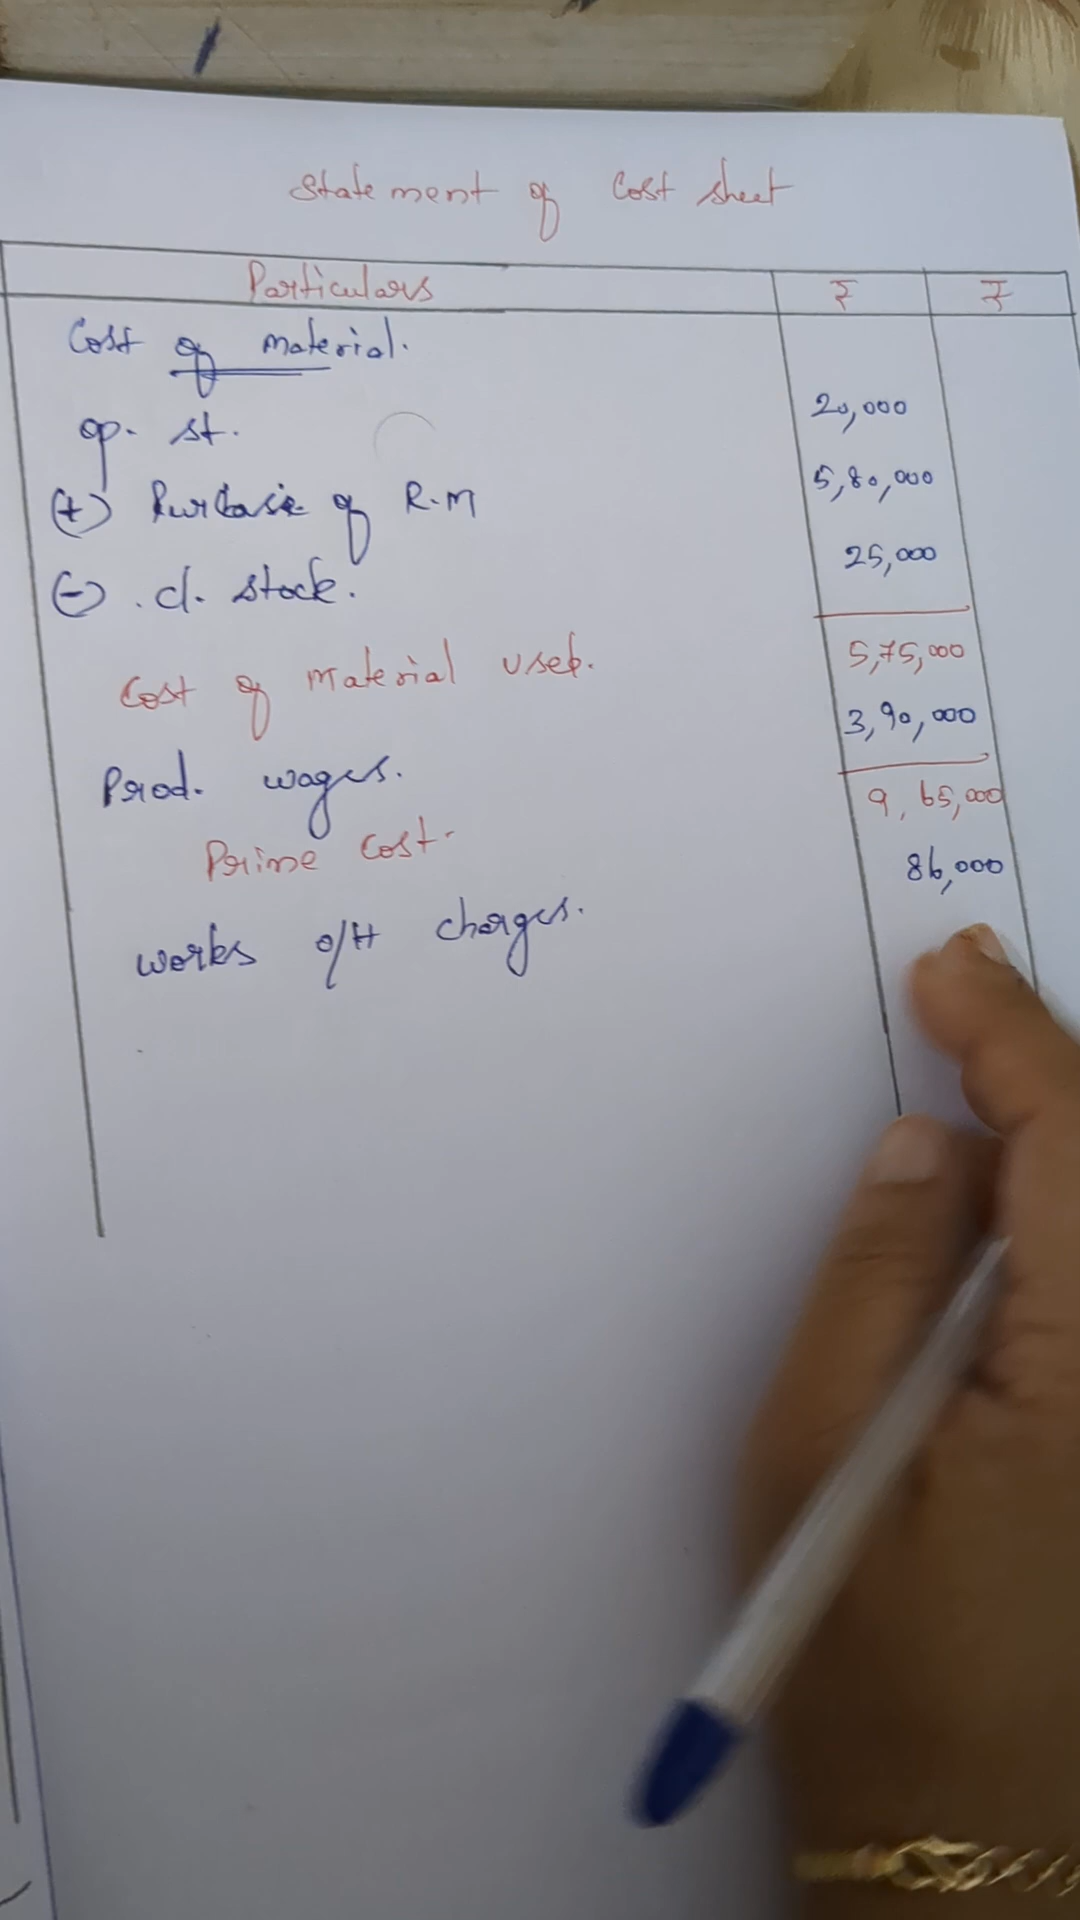 Statement of Cost sheet
Particulars ₹ ₹
Cost of material.
op. st. 20,000
(+) Purchase of R.M 5,80,000
(-) . cl. stock. 25,000
Cost of material used. 5,75,000
Prod. wages. 3,90,000
Prime cost. 9,65,000
works o/H charges. 86,000